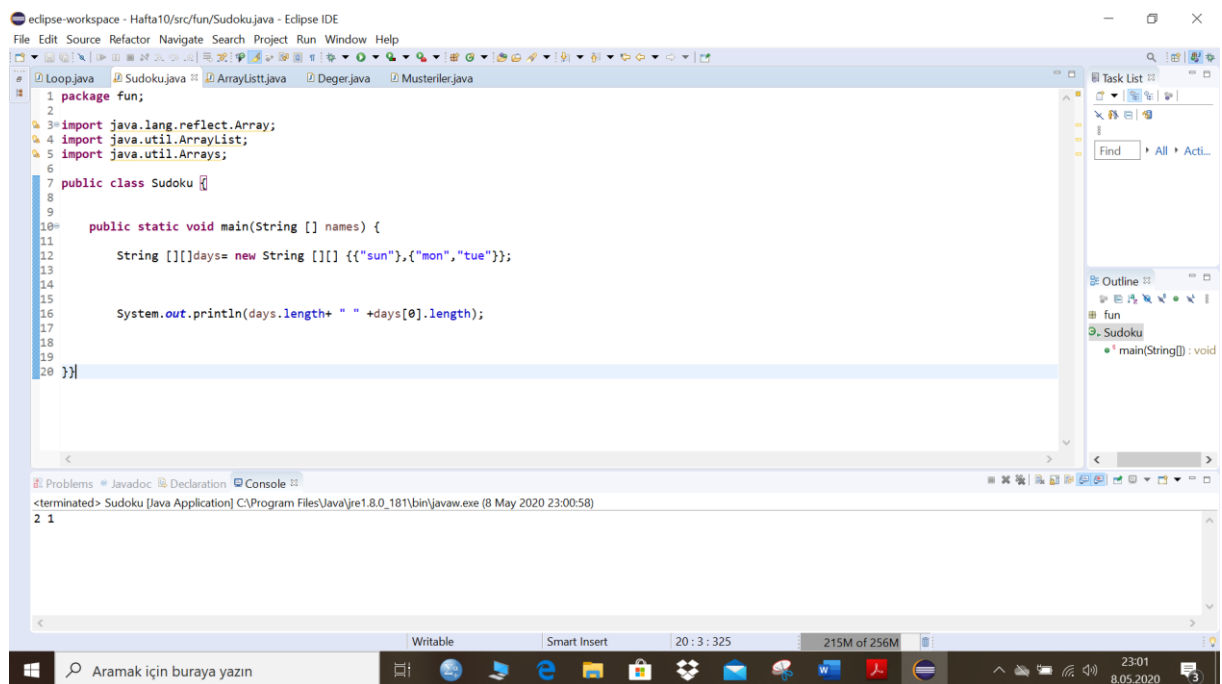 eclipse-workspace - Hafta10/src/fun/Sudoku.java - Eclipse IDE
File Edit Source Refactor Navigate Search Project Run Window Help
Loop.java Sudoku.java ArrayListt.java Deger.java Musteriler.java
1 package fun;
2
3 import java.lang.reflect.Array;
4 import java.util.ArrayList;
5 import java.util.Arrays;
6
7 public class Sudoku {
8
9
10 public static void main(String [] names) {
11
12 String [][]days= new String [][] {{"sun"},{"mon","tue"}};
13
14
15
16 System.out.println(days.length+ " " +days[0].length);
17
18
19
20 }}
Task List
Find All Acti...
Outline
fun
Sudoku
main(String[]) : void
Problems Javadoc Declaration Console
<terminated> Sudoku [Java Application] C:\Program Files\Java\jre1.8.0_181\bin\javaw.exe (8 May 2020 23:00:58)
2 1
Writable Smart Insert 20 : 3 : 325 215M of 256M
Aramak için buraya yazın
23:01
8.05.2020
3